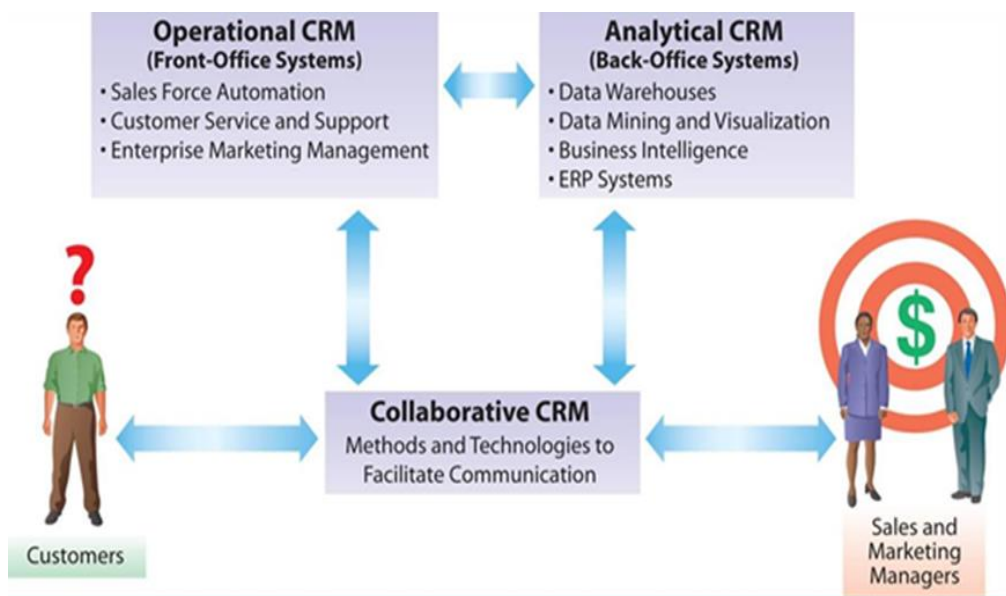 Operational CRM
(Front-Office Systems)
• Sales Force Automation
• Customer Service and Support
• Enterprise Marketing Management
Analytical CRM
(Back-Office Systems)
• Data Warehouses
• Data Mining and Visualization
• Business Intelligence
• ERP Systems
?
$
Collaborative CRM
Methods and Technologies to
Facilitate Communication
Customers
Sales and
Marketing
Managers